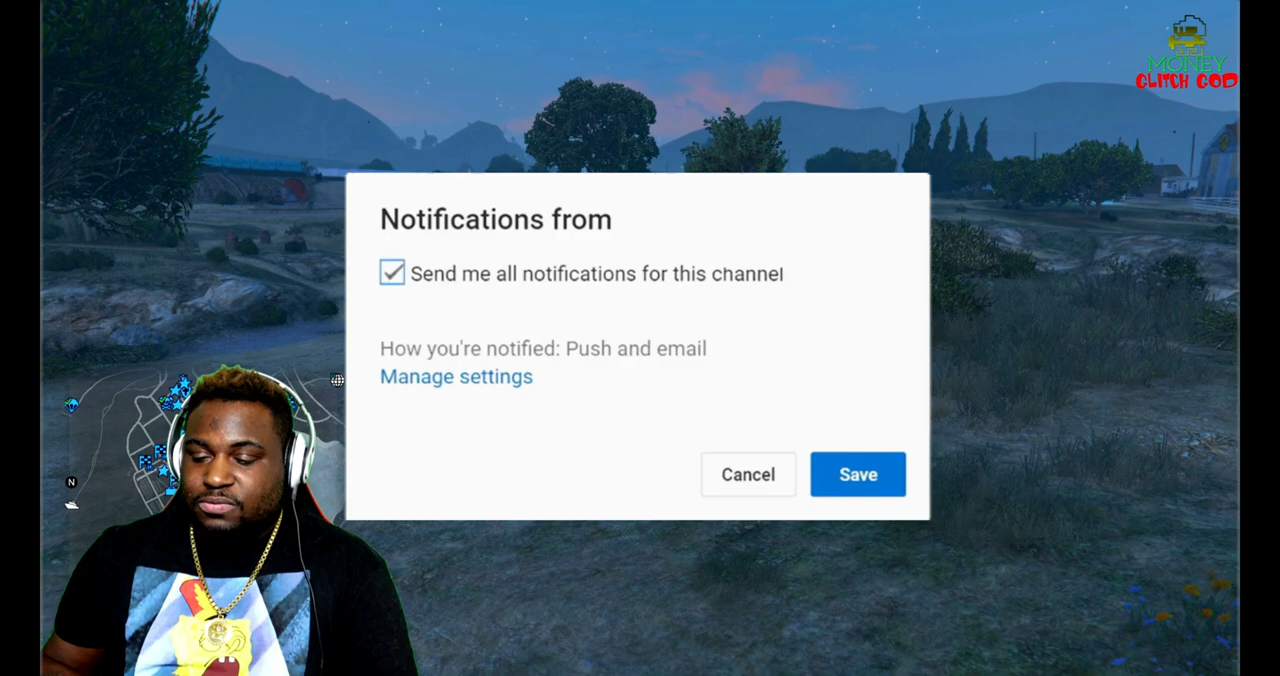 MONEY
GLITCH GOD
Notifications from
Send me all notifications for this channel
How you're notified: Push and email
Manage settings
Cancel
Save
N